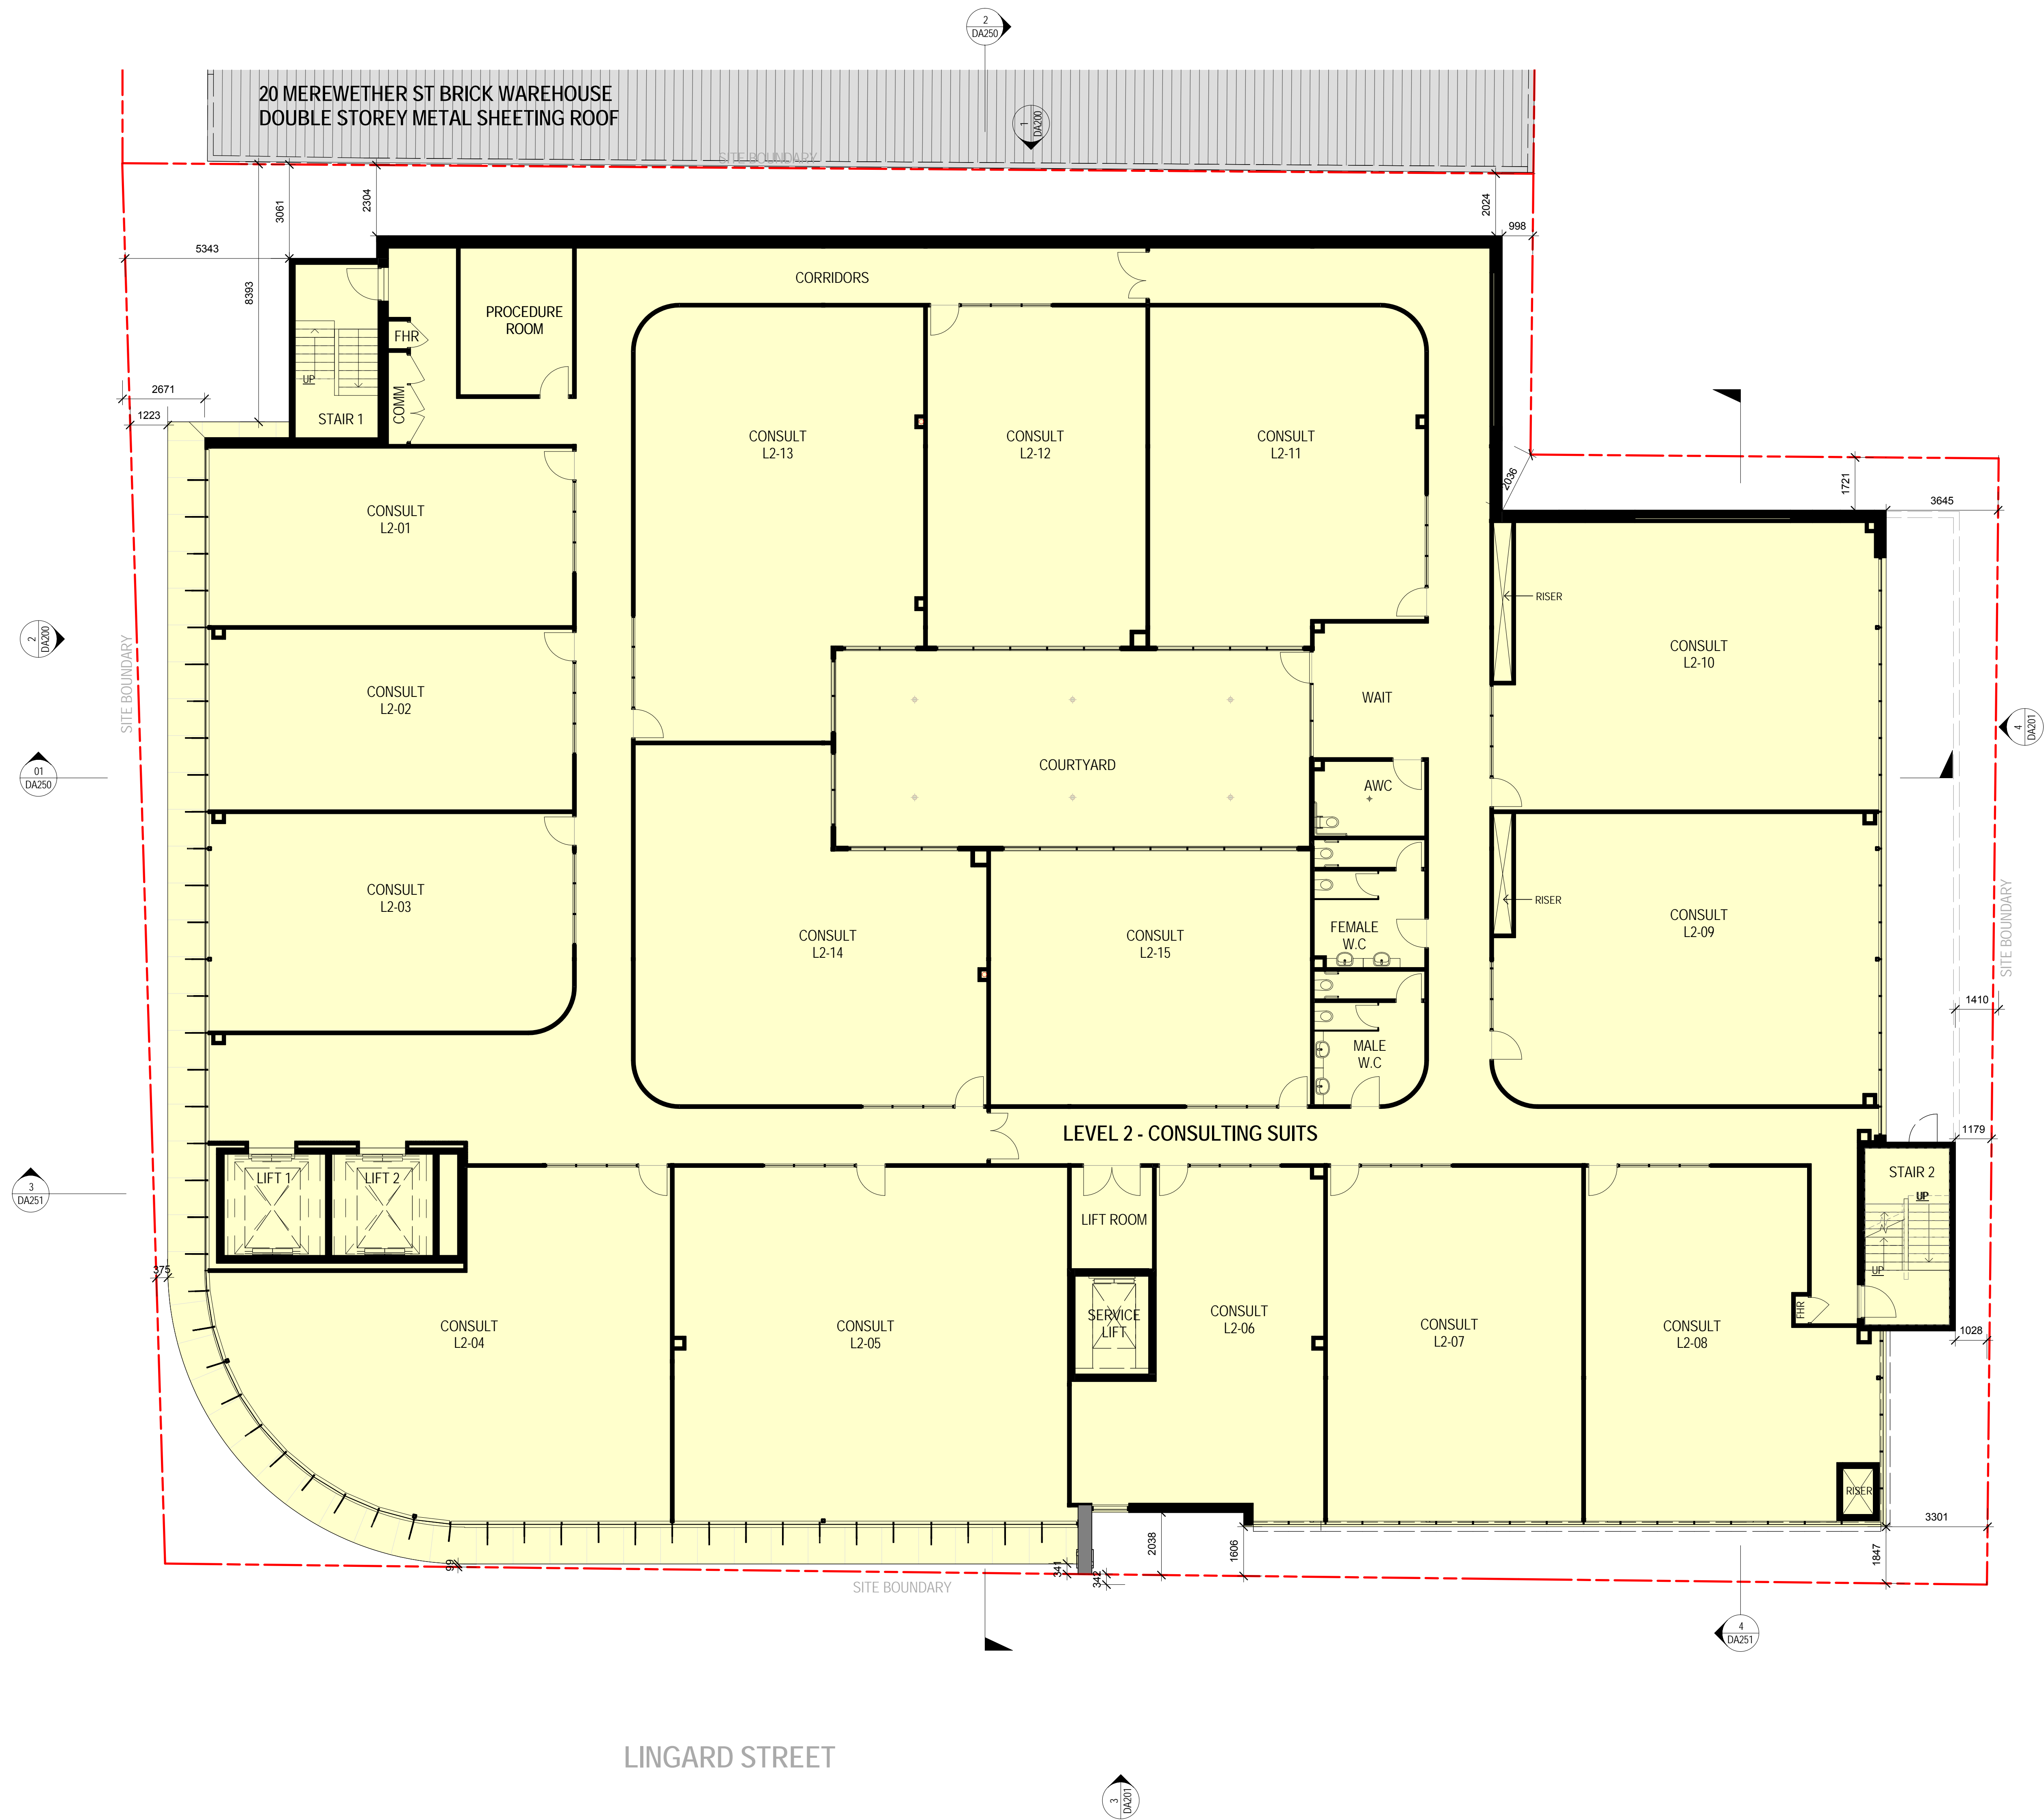 2
DA250
20 MEREWETHER ST BRICK WAREHOUSE
DOUBLE STOREY METAL SHEETING ROOF
1
DA200
SITE BOUNDARY
3061
2304
2024
998
5343
8393
CORRIDORS
PROCEDURE
ROOM
FHR
COMM
UP
STAIR 1
2671
1223
CONSULT
L2-13
CONSULT
L2-12
CONSULT
L2-11
2036
1721
3645
CONSULT
L2-01
RISER
CONSULT
L2-10
2
DA200
SITE BOUNDARY
CONSULT
L2-02
WAIT
4
DA201
01
DA250
COURTYARD
AWC
CONSULT
L2-03
RISER
CONSULT
L2-09
SITE BOUNDARY
CONSULT
L2-14
CONSULT
L2-15
FEMALE
W.C
1410
MALE
W.C
LEVEL 2 - CONSULTING SUITS
1179
3
DA251
LIFT 1
LIFT 2
STAIR 2
UP
LIFT ROOM
UP
375
SERVICE
LIFT
FHR
CONSULT
L2-04
CONSULT
L2-05
CONSULT
L2-06
CONSULT
L2-07
CONSULT
L2-08
1028
RISER
3301
2038
1606
1847
99
341
342
SITE BOUNDARY
4
DA251
LINGARD STREET
3
DA201